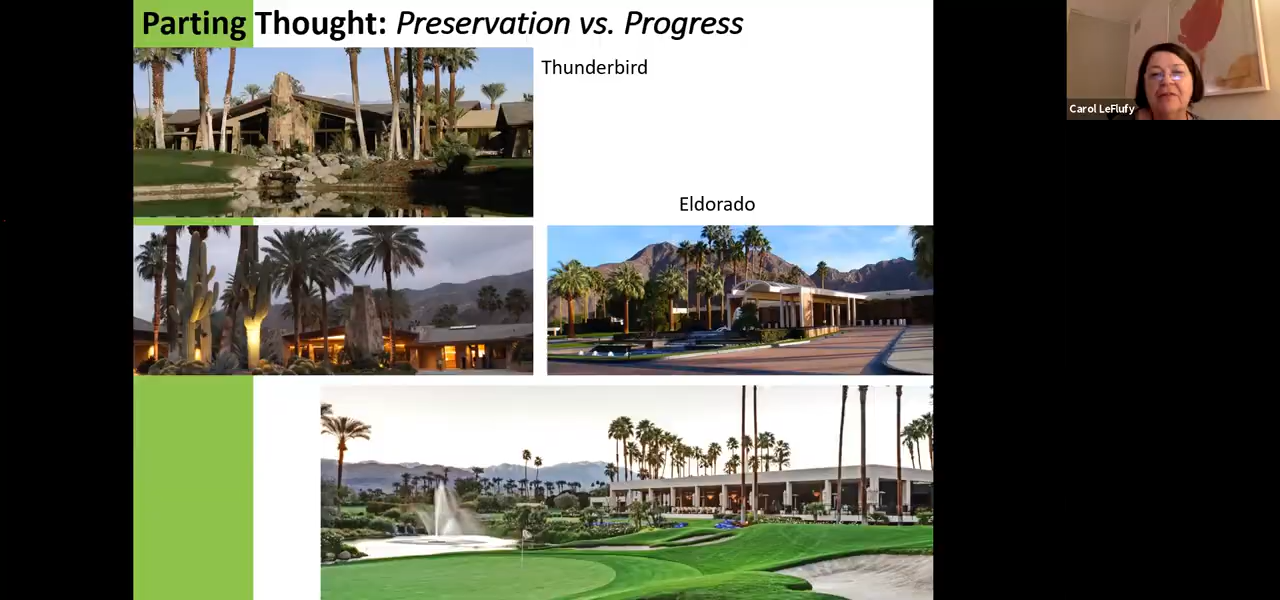 Parting Thought: Preservation vs. Progress
Thunderbird
Carol LeFlufy
Eldorado